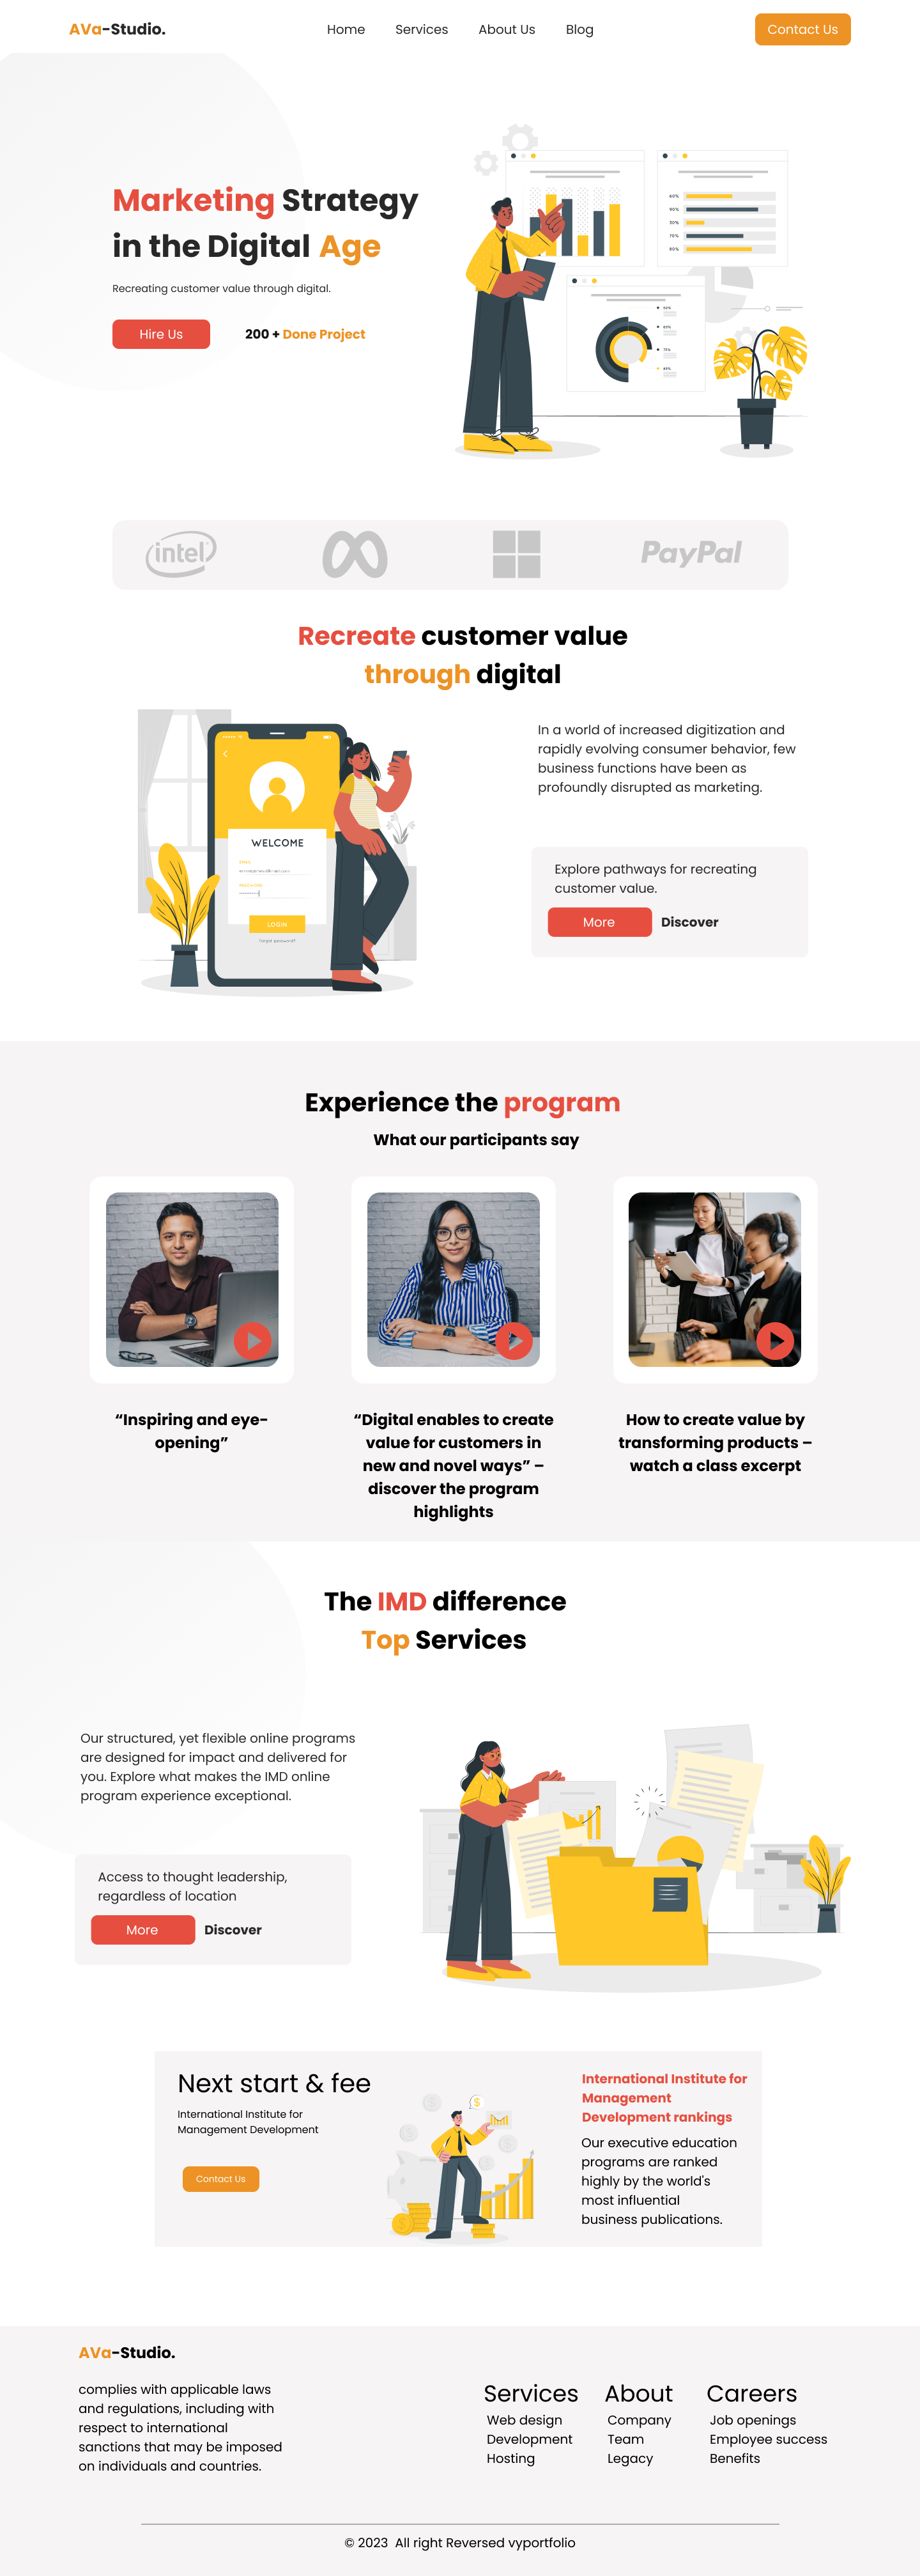 AVa-Studio.
Home Services About Us Blog
Contact Us
Marketing Strategy
in the Digital Age
Recreating customer value through digital.
Hire Us
200 + Done Project
60%
90%
70%
70%
80%
intel
PayPal
Recreate customer value
through digital
WELCOME
LOGIN
Forgot password?
In a world of increased digitization and
rapidly evolving consumer behavior, few
business functions have been as
profoundly disrupted as marketing.
Explore pathways for recreating
customer value.
More Discover
Experience the program
What our participants say
“Inspiring and eye-
opening”
“Digital enables to create
value for customers in
new and novel ways” –
discover the program
highlights
How to create value by
transforming products –
watch a class excerpt
The IMD difference
Top Services
Our structured, yet flexible online programs
are designed for impact and delivered for
you. Explore what makes the IMD online
program experience exceptional.
Access to thought leadership,
regardless of location
More Discover
Next start & fee
International Institute for
Management Development
Contact Us
$
International Institute for
Management
Development rankings
Our executive education
programs are ranked
highly by the world's
most influential
business publications.
AVa-Studio.
complies with applicable laws
and regulations, including with
respect to international
sanctions that may be imposed
on individuals and countries.
Services
Web design
Development
Hosting
About
Company
Team
Legacy
Careers
Job openings
Employee success
Benefits
© 2023 All right Reversed vyportfolio